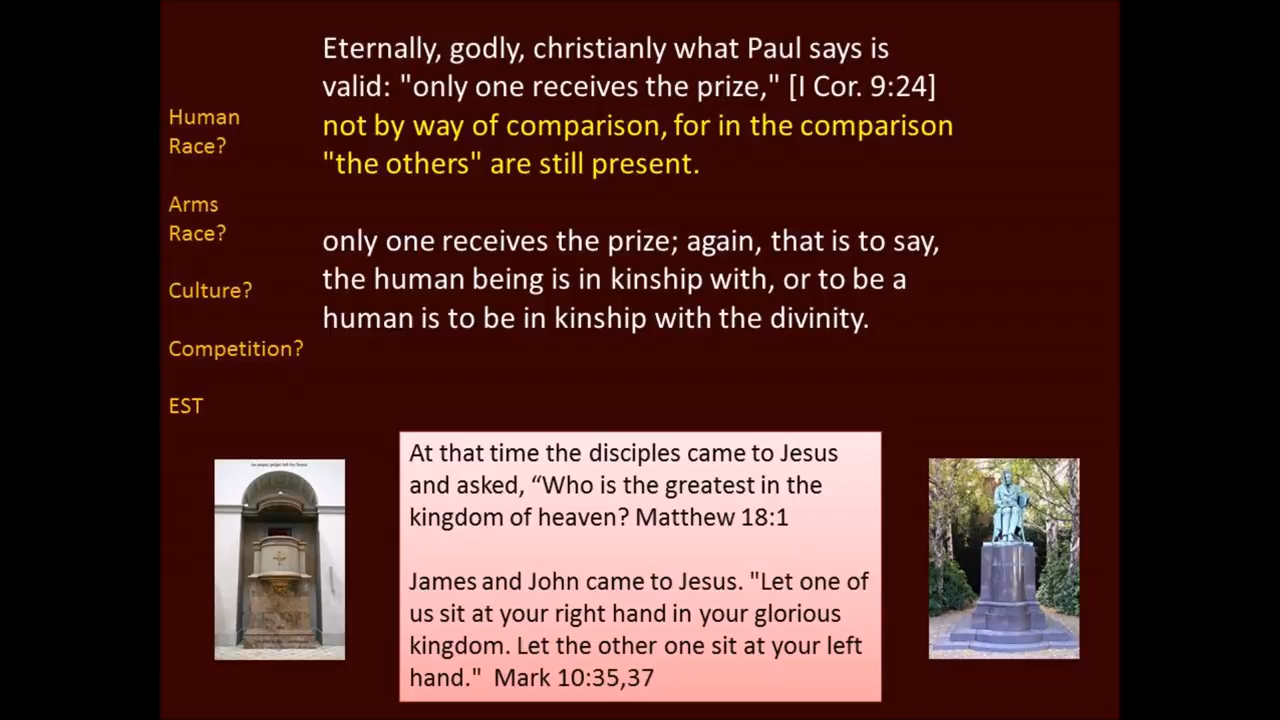 Eternally, godly, christianly what Paul says is
valid: "only one receives the prize," [I Cor. 9:24]
not by way of comparison, for in the comparison
"the others" are still present.
only one receives the prize; again, that is to say,
the human being is in kinship with, or to be a
human is to be in kinship with the divinity.
Human
Race?
Arms
Race?
Culture?
Competition?
EST
At that time the disciples came to Jesus
and asked, “Who is the greatest in the
kingdom of heaven? Matthew 18:1
James and John came to Jesus. "Let one of
us sit at your right hand in your glorious
kingdom. Let the other one sit at your left
hand."  Mark 10:35,37